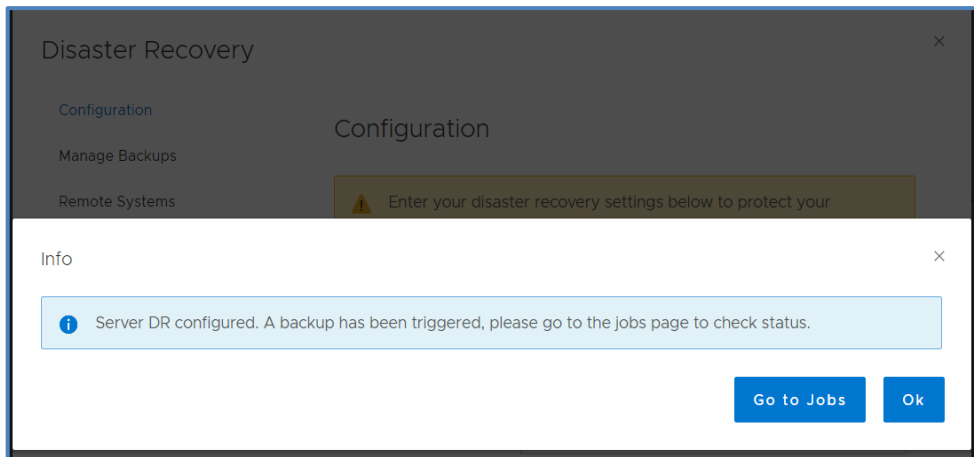 Disaster Recovery
Configuration
Configuration
Manage Backups
Remote Systems
Enter your disaster recovery settings below to protect your
Info
Server DR configured. A backup has been triggered, please go to the jobs page to check status.
Go to Jobs
Ok